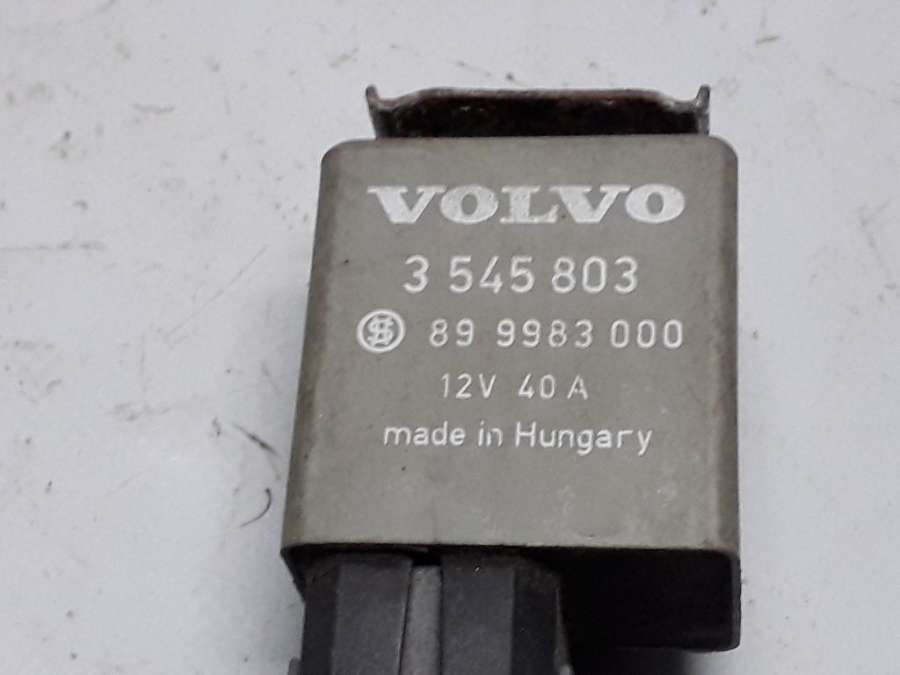 VOLVO
3 545 803
89 9983 000
12V 40 A
made in Hungary